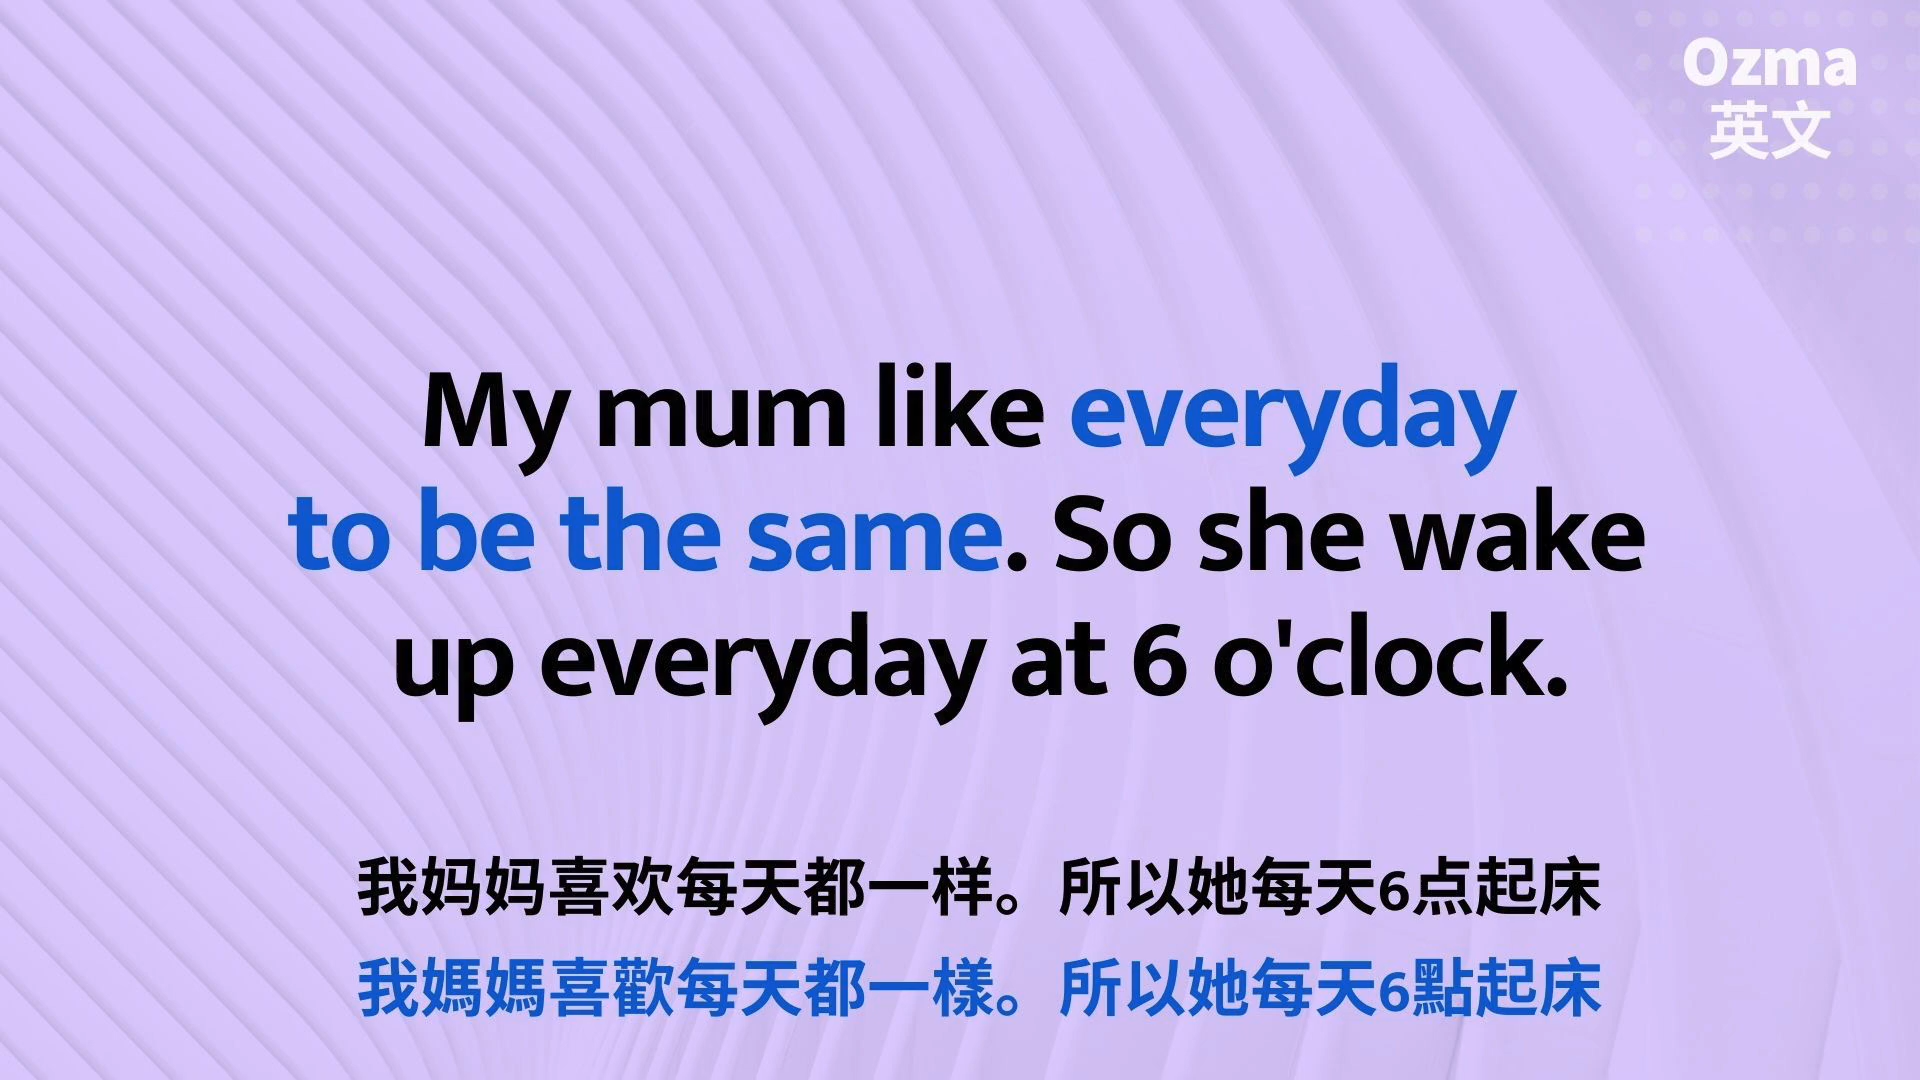 Ozma
英文
My mum like everyday
to be the same. So she wake
up everyday at 6 o'clock.
我妈妈喜欢每天都一样。所以她每天6点起床
我媽媽喜歡每天都一樣。所以她每天6點起床